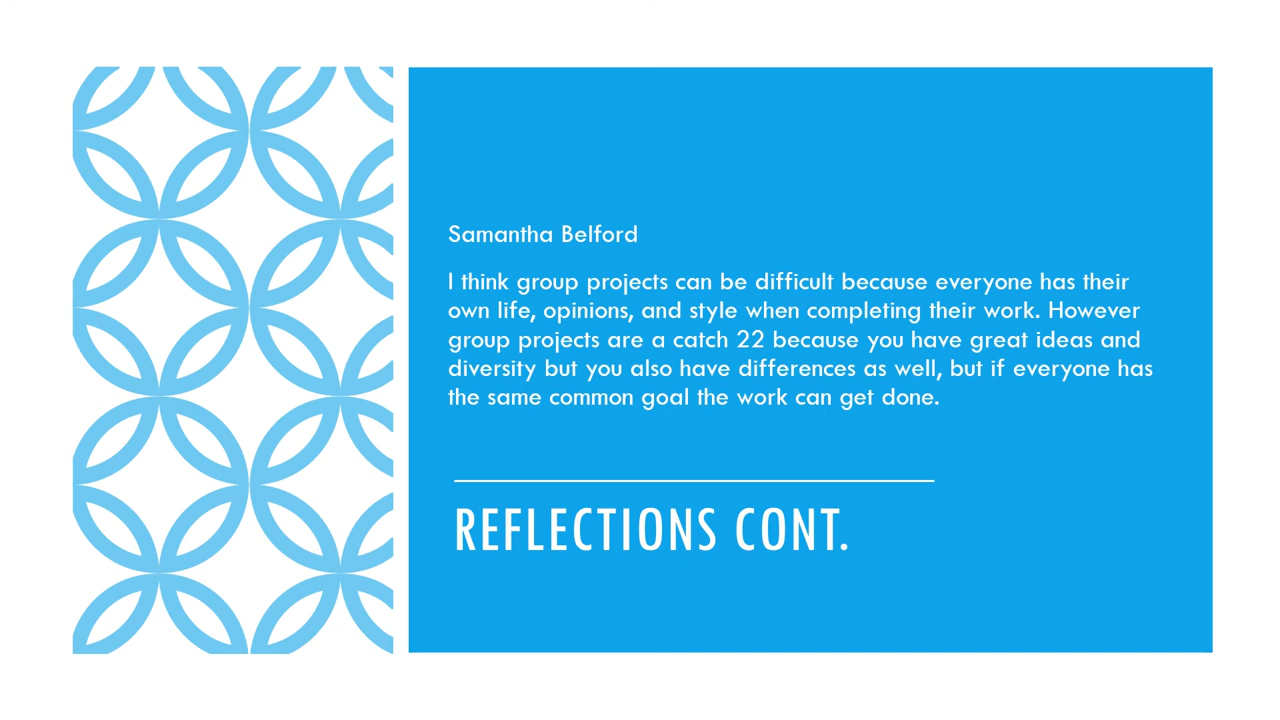 Samantha Belford
I think group projects can be difficult because everyone has their
own life, opinions, and style when completing their work. However
group projects are a catch 22 because you have great ideas and
diversity but you also have differences as well, but if everyone has
the same common goal the work can get done.
REFLECTIONS CONT.